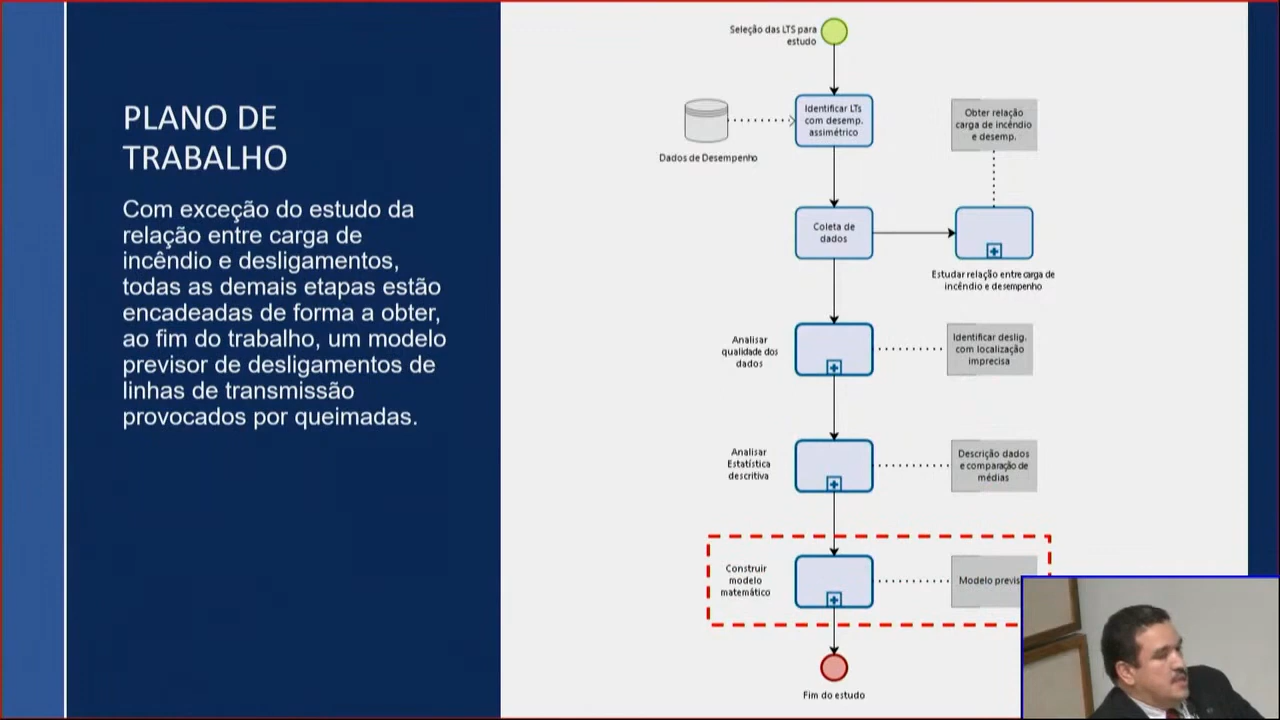 PLANO DE
TRABALHO
Com exceção do estudo da
relação entre carga de
incêndio e desligamentos,
todas as demais etapas estão
encadeadas de forma a obter,
ao fim do trabalho, um modelo
previsor de desligamentos de
linhas de transmissão
provocados por queimadas.
Seleção das LTS para
estudo
Identificar LTs
com desemp.
assimétrico
Dados de Desempenho
Obter relação
carga de incêndio
e desemp.
Coleta de
dados
Estudar relação entre carga de
incêndio e desempenho
Analisar
qualidade dos
dados
Identificar deslig.
com localização
imprecisa
Analisar
Estatística
descritiva
Descrição dados
e comparação de
médias
Construir
modelo
matemático
Modelo
Fim do estudo